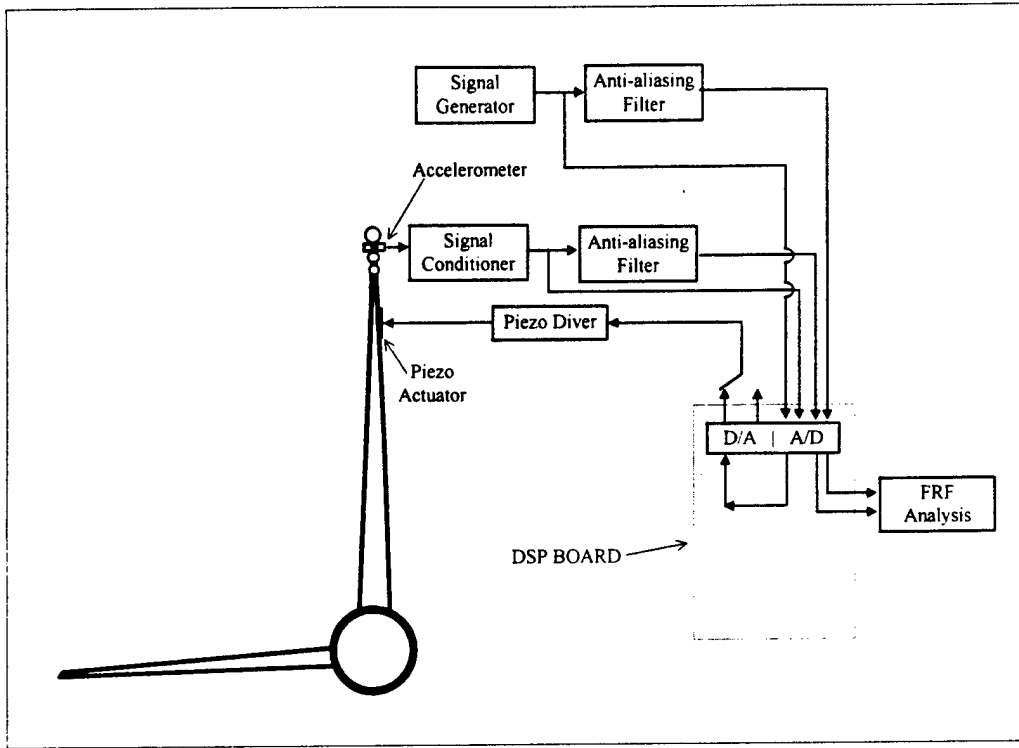 Signal
Generator
Anti-aliasing
Filter
Accelerometer
Signal
Conditioner
Anti-aliasing
Filter
Piezo Diver
Piezo
Actuator
D/A | A/D
FRF
Analysis
DSP BOARD